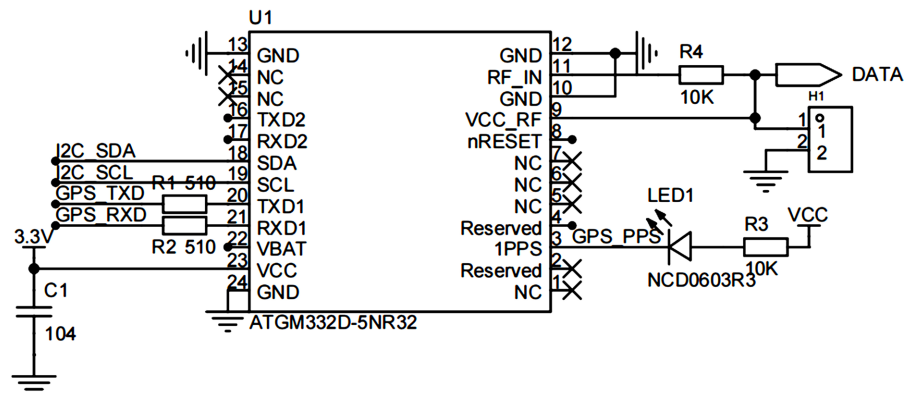 U1
13 GND
14 NC
15 NC
16 TXD2
17 RXD2
I2C_SDA 18 SDA
I2C_SCL 19 SCL
GPS_TXD R1 510 20 TXD1
GPS_RXD 21 RXD1
R2 510 22 VBAT
3.3V 23 VCC
24 GND
C1
104
ATGM332D-5NR32
GND 12
RF_IN 11
GND 10
VCC_RF 9
nRESET 8
NC 7
NC 6
NC 5
Reserved 4
1PPS 3 GPS_PPS
Reserved 2
NC 1
R4
10K
DATA
H1
1 1
2 2
LED1
NCD0603R3
R3
10K
VCC